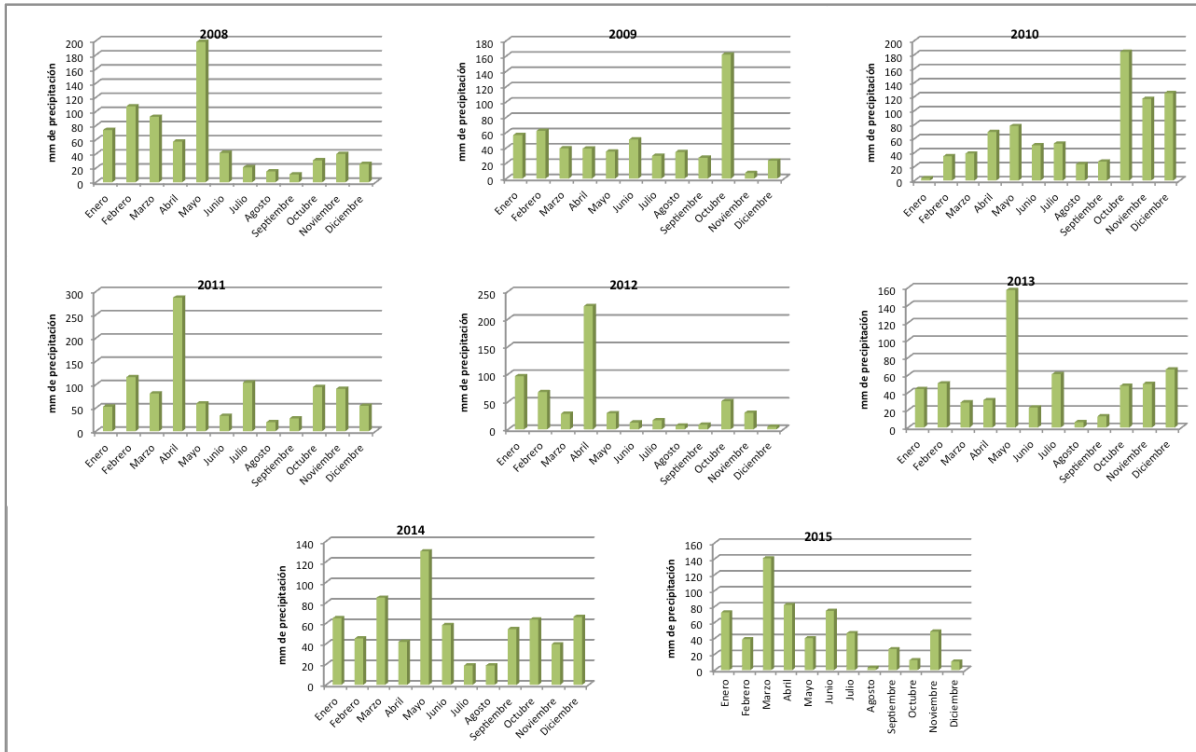 2008
mm de precipitación
200
180
160
140
120
100
80
60
40
20
0
Enero
Febrero
Marzo
Abril
Mayo
Junio
Julio
Agosto
Septiembre
Octubre
Noviembre
Diciembre
2009
mm de precipitación
180
160
140
120
100
80
60
40
20
0
Enero
Febrero
Marzo
Abril
Mayo
Junio
Julio
Agosto
Septiembre
Octubre
Noviembre
Diciembre
2010
mm de precipitación
200
180
160
140
120
100
80
60
40
20
0
Enero
Febrero
Marzo
Abril
Mayo
Junio
Julio
Agosto
Septiembre
Octubre
Noviembre
Diciembre
2011
mm de precipitación
300
250
200
150
100
50
0
Enero
Febrero
Marzo
Abril
Mayo
Junio
Julio
Agosto
Septiembre
Octubre
Noviembre
Diciembre
2012
mm de precipitación
250
200
150
100
50
0
Enero
Febrero
Marzo
Abril
Mayo
Junio
Julio
Agosto
Septiembre
Octubre
Noviembre
Diciembre
2013
mm de precipitación
160
140
120
100
80
60
40
20
0
Enero
Febrero
Marzo
Abril
Mayo
Junio
Julio
Agosto
Septiembre
Octubre
Noviembre
Diciembre
2014
mm de precipitación
140
120
100
80
60
40
20
0
Enero
Febrero
Marzo
Abril
Mayo
Junio
Julio
Agosto
Septiembre
Octubre
Noviembre
Diciembre
2015
mm de precipitación
160
140
120
100
80
60
40
20
0
Enero
Febrero
Marzo
Abril
Mayo
Junio
Julio
Agosto
Septiembre
Octubre
Noviembre
Diciembre